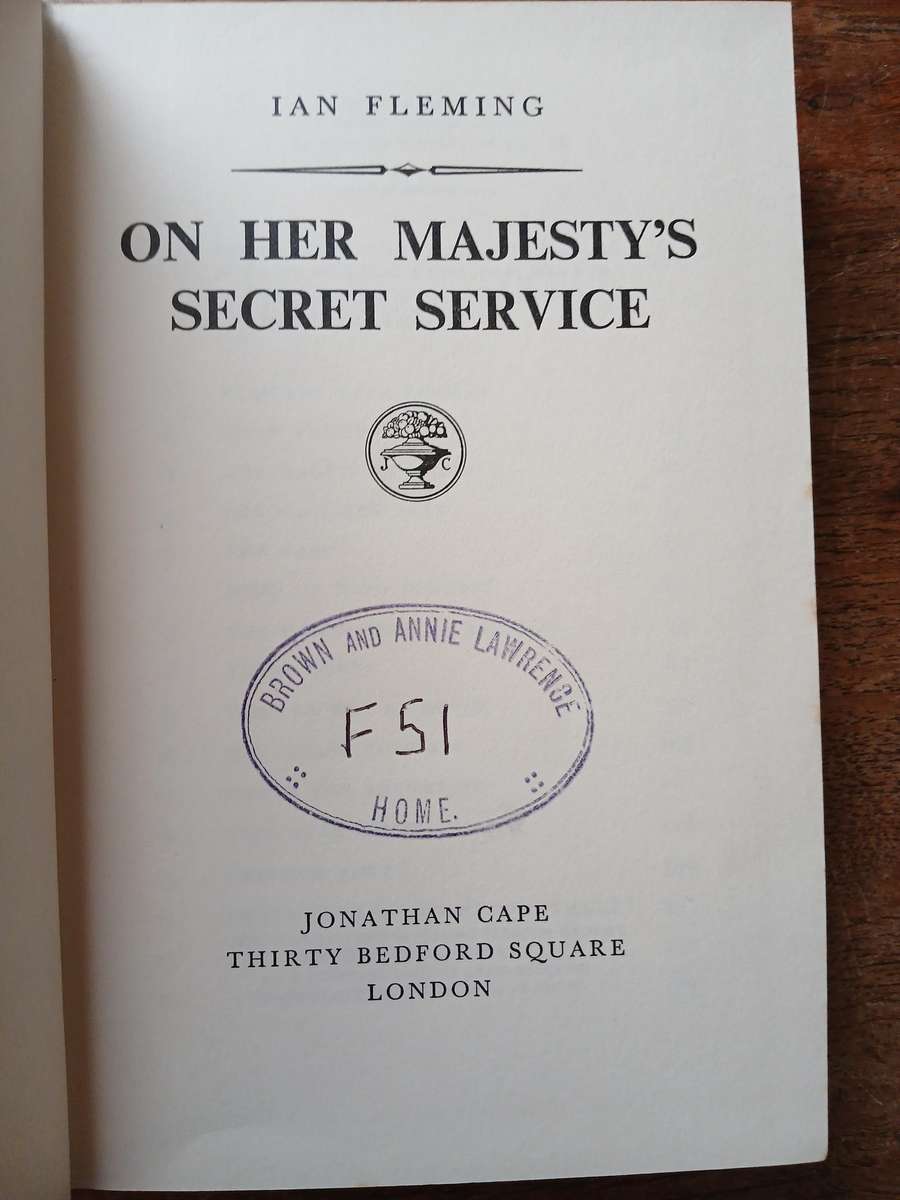 IAN FLEMING
ON HER MAJESTY'S
SECRET SERVICE
J C
BROWN AND ANNIE LAWRENCE
F51
HOME.
JONATHAN CAPE
THIRTY BEDFORD SQUARE
LONDON